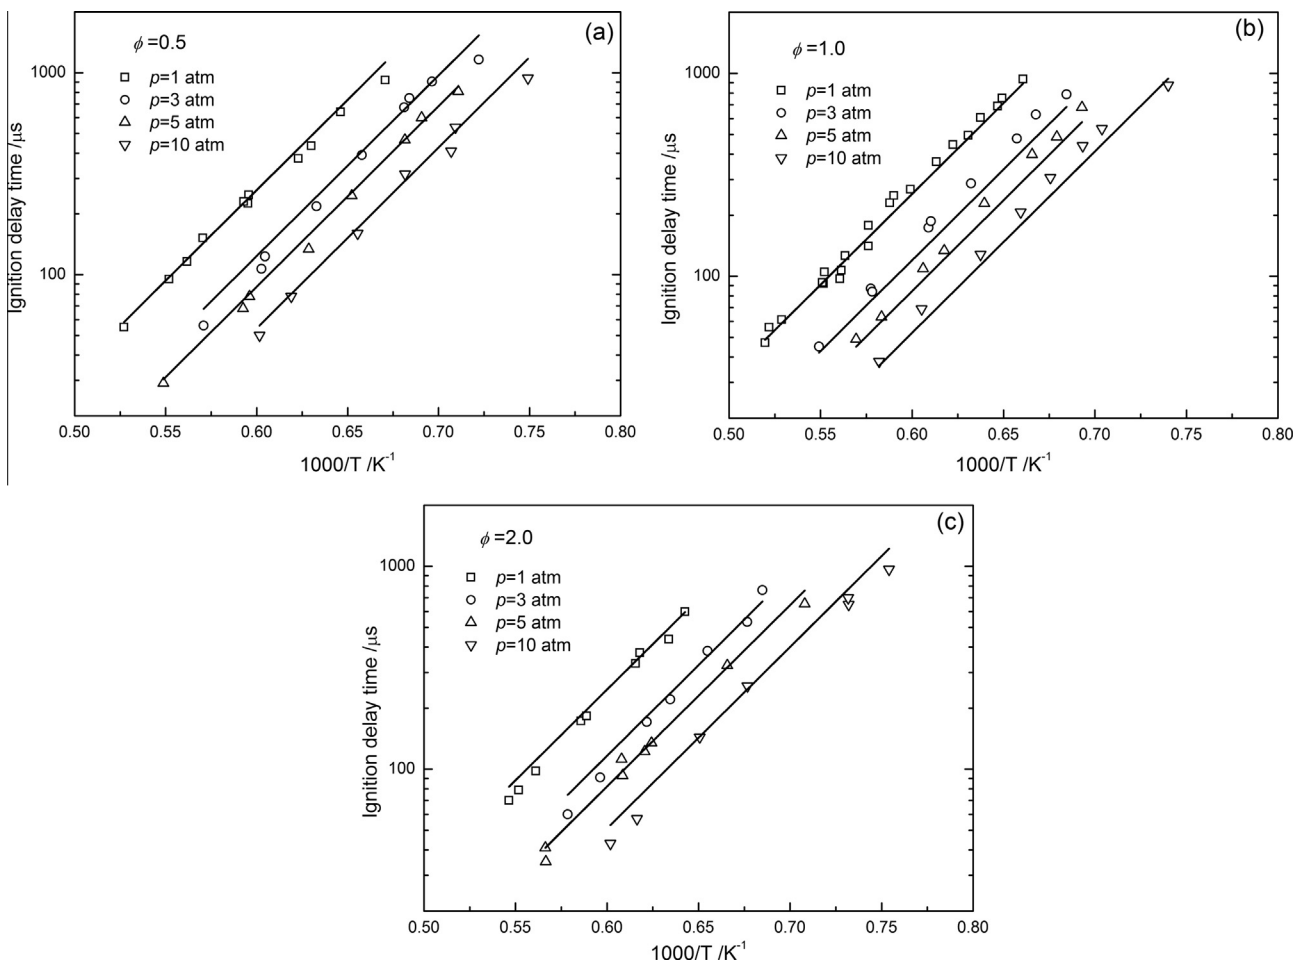 (a)
ϕ=0.5
p=1 atm
p=3 atm
p=5 atm
p=10 atm
1000
100
Ignition delay time /μs
0.50 0.55 0.60 0.65 0.70 0.75 0.80
1000/T /K⁻¹
(b)
ϕ=1.0
p=1 atm
p=3 atm
p=5 atm
p=10 atm
1000
100
Ignition delay time /μs
0.50 0.55 0.60 0.65 0.70 0.75 0.80
1000/T /K⁻¹
(c)
ϕ=2.0
p=1 atm
p=3 atm
p=5 atm
p=10 atm
1000
100
Ignition delay time /μs
0.50 0.55 0.60 0.65 0.70 0.75 0.80
1000/T /K⁻¹